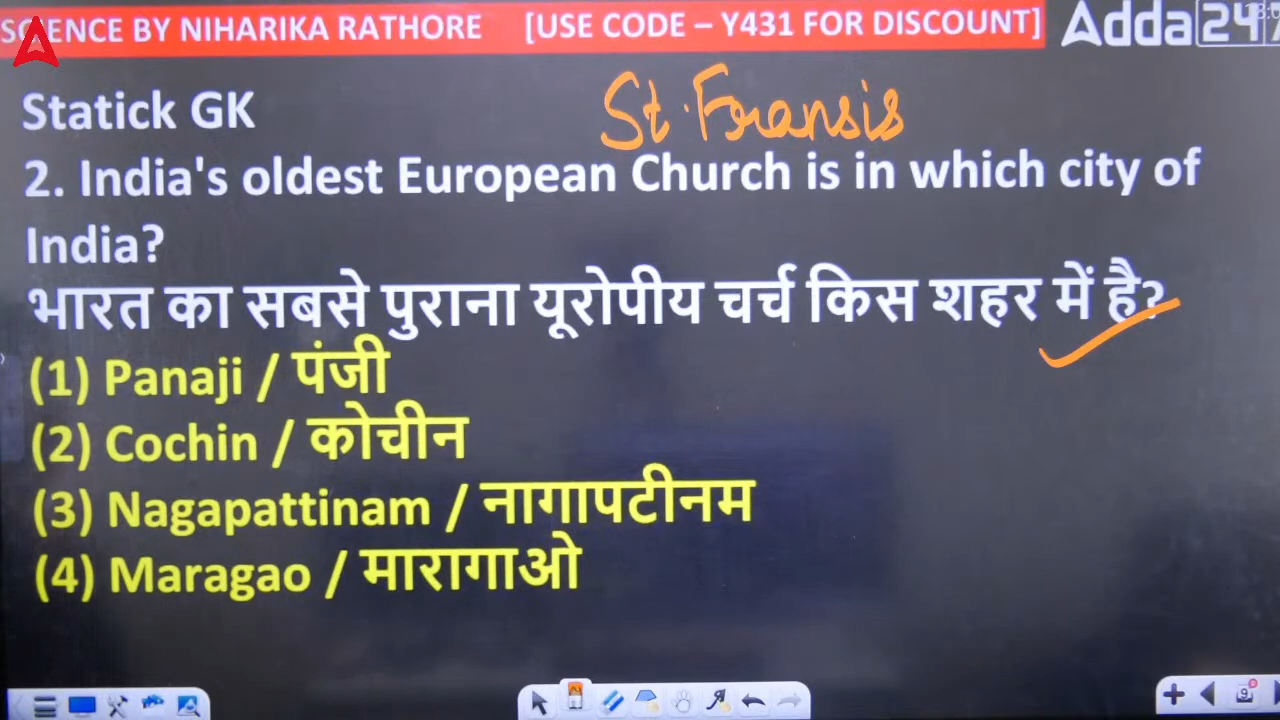 SCIENCE BY NIHARIKA RATHORE [USE CODE – Y431 FOR DISCOUNT] Adda247
Statick GK
St. Fransis
2. India's oldest European Church is in which city of
India?
भारत का सबसे पुराना यूरोपीय चर्च किस शहर में है?
(1) Panaji / पंजी
(2) Cochin / कोचीन
(3) Nagapattinam / नागापटीनम
(4) Maragao / मारागाओ
9